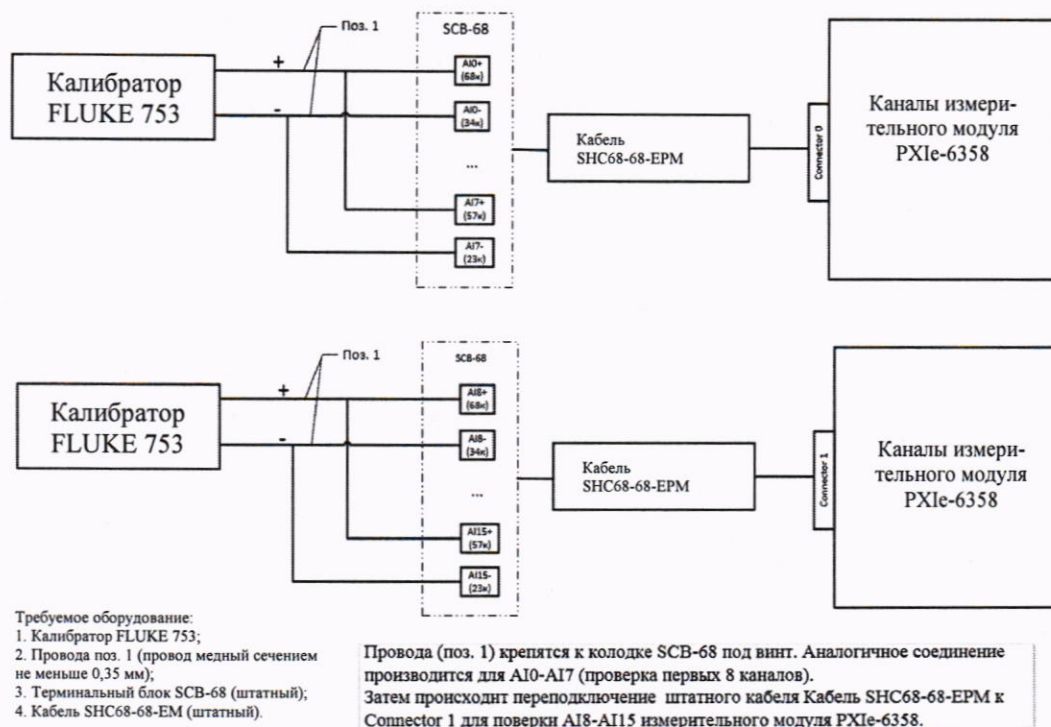 Поз. 1
SCB-68
+
Калибратор
FLUKE 753
-
AI0+
(68к)
AI0-
(34к)
...
AI7+
(57к)
AI7-
(23к)
Кабель
SHC68-68-EPM
Connector 0
Каналы измери-
тельного модуля
PXIe-6358
Поз. 1
SCB-68
+
Калибратор
FLUKE 753
-
AI8+
(68к)
AI8-
(34к)
...
AI15+
(57к)
AI15-
(23к)
Кабель
SHC68-68-EPM
Connector 1
Каналы измери-
тельного модуля
PXIe-6358
Требуемое оборудование:
1. Калибратор FLUKE 753;
2. Провода поз. 1 (провод медный сечением
не меньше 0,35 мм);
3. Терминальный блок SCB-68 (штатный);
4. Кабель SHC68-68-EM (штатный).
Провода (поз. 1) крепятся к колодке SCB-68 под винт. Аналогичное соединение
производится для AI0-AI7 (проверка первых 8 каналов).
Затем происходит переподключение штатного кабеля Кабель SHC68-68-EPM к
Connector 1 для поверки AI8-AI15 измерительного модуля PXIe-6358.